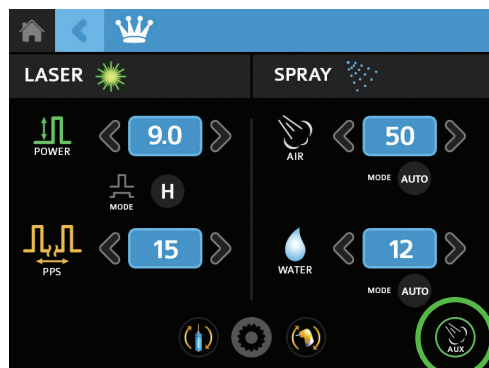 LASER
SPRAY
POWER
9.0
MODE
H
PPS
15
AIR
50
MODE AUTO
WATER
12
MODE AUTO
AUX